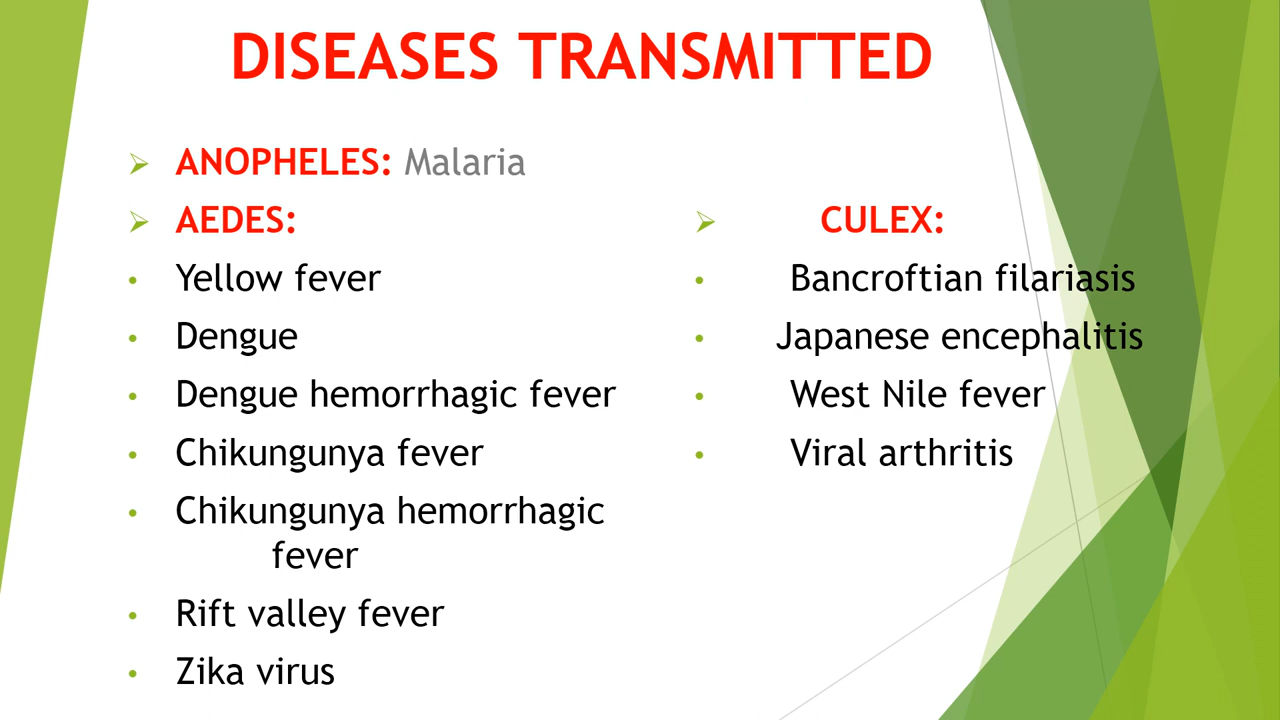 DISEASES TRANSMITTED
ANOPHELES: Malaria
AEDES:
Yellow fever
Dengue
Dengue hemorrhagic fever
Chikungunya fever
Chikungunya hemorrhagic
fever
Rift valley fever
Zika virus
CULEX:
Bancroftian filariasis
Japanese encephalitis
West Nile fever
Viral arthritis